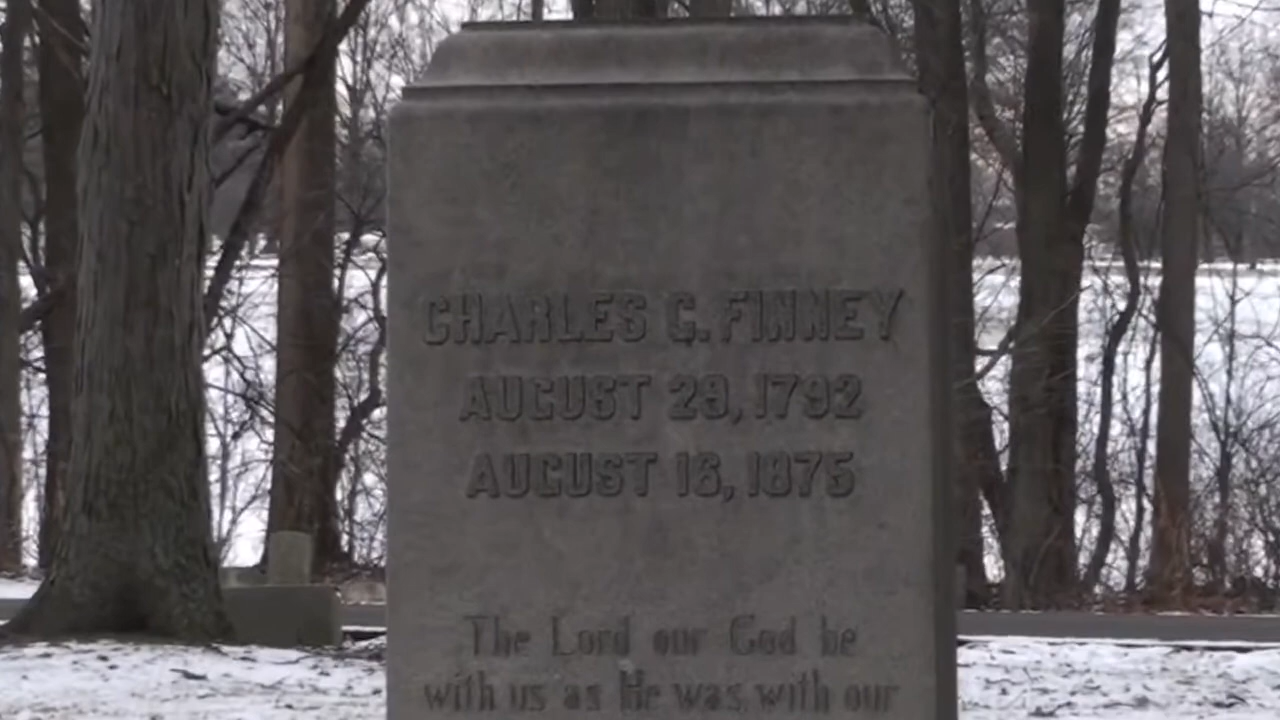 CHARLES G. FINNEY
AUGUST 29, 1792
AUGUST 16, 1875
The Lord our God be
with us as He was with our